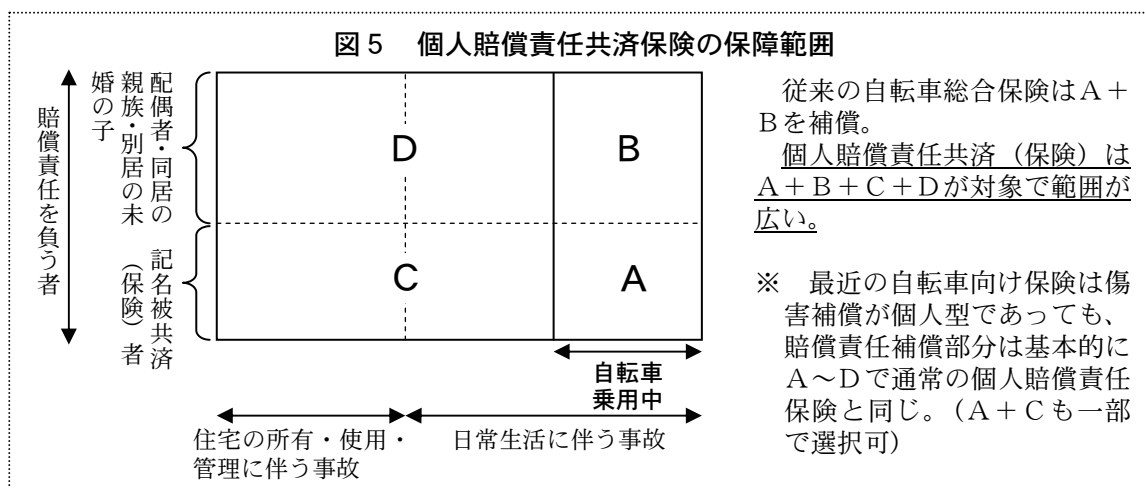 図5 個人賠償責任共済保険の保障範囲
賠償責任を負う者
配偶者・同居の
親族・別居の未
婚の子
記名被共済
（保険）者
D
B
C
A
自転車
乗用中
住宅の所有・使用・
管理に伴う事故
日常生活に伴う事故
従来の自転車総合保険はA＋
Bを補償。
個人賠償責任共済（保険）は
A＋B＋C＋Dが対象で範囲が
広い。
※ 最近の自転車向け保険は傷
害補償が個人型であっても、
賠償責任補償部分は基本的に
A～Dで通常の個人賠償責任
保険と同じ。（A＋Cも一部
で選択可）